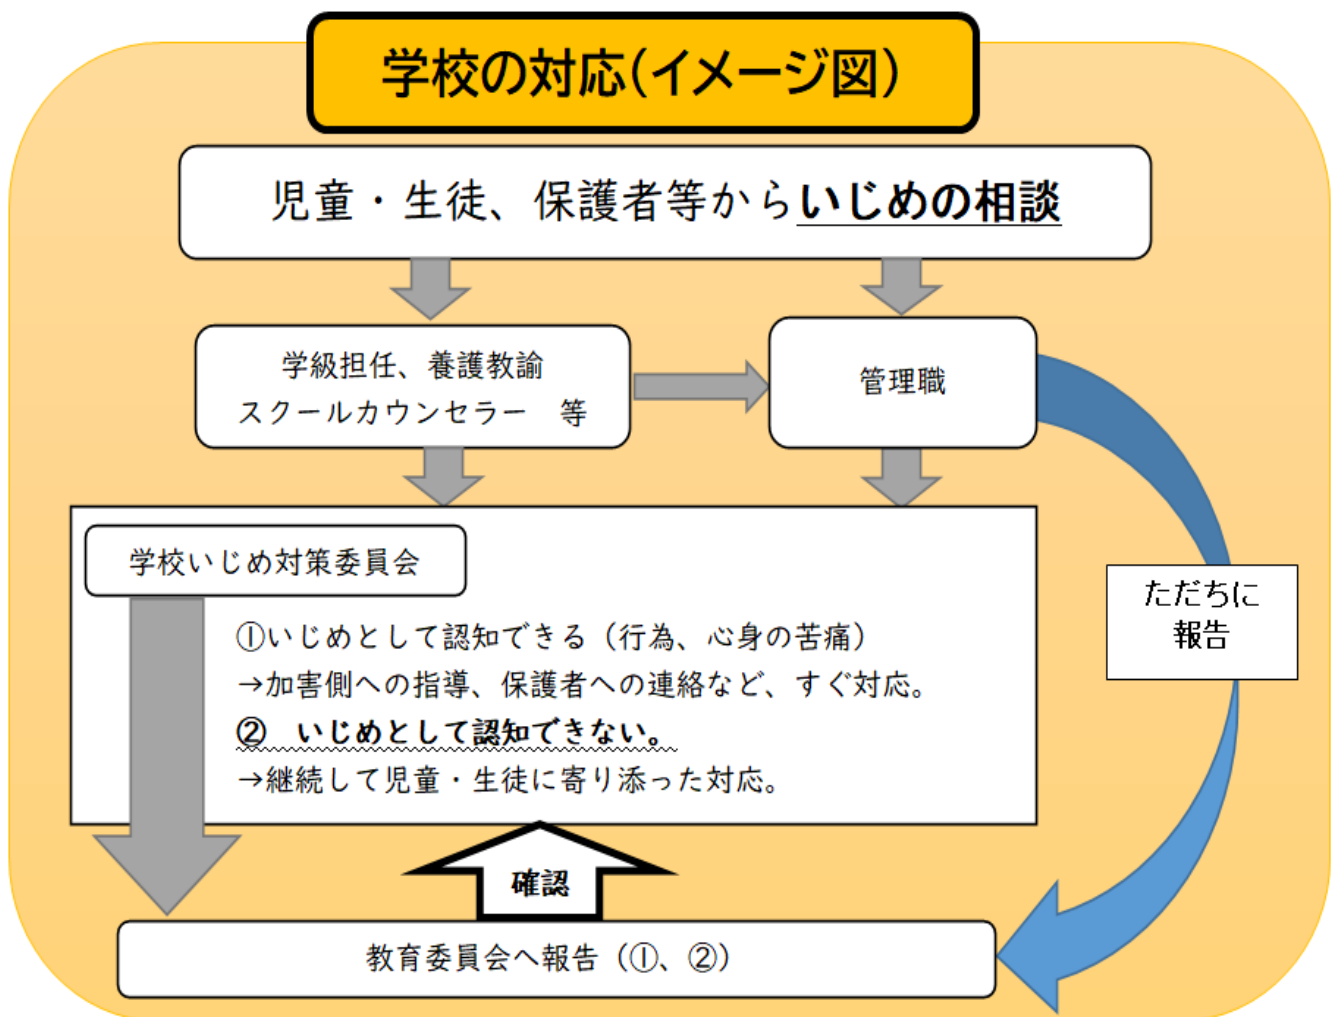 学校の対応(イメージ図)
児童・生徒、保護者等からいじめの相談
学級担任、養護教諭
スクールカウンセラー　等
管理職
学校いじめ対策委員会
①いじめとして認知できる（行為、心身の苦痛）
→加害側への指導、保護者への連絡など、すぐ対応。
②　いじめとして認知できない。
→継続して児童・生徒に寄り添った対応。
ただちに
報告
確認
教育委員会へ報告（①、②）